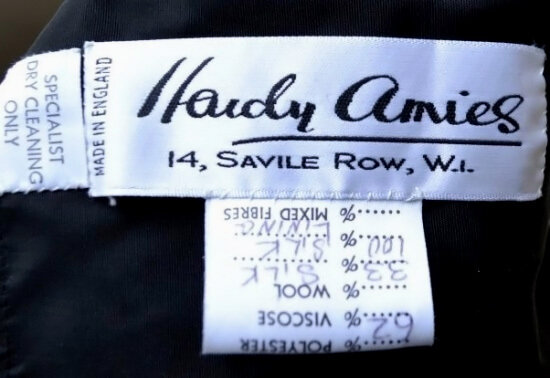 SPECIALIST
DRY CLEANING
ONLY
MADE IN ENGLAND
Hardy Amies
14, SAVILE ROW, W.1.
......% POLYESTER
62 % VISCOSE
......% WOOL
33......% SILK
100......% SILK
LINING
......% MIXED FIBRES